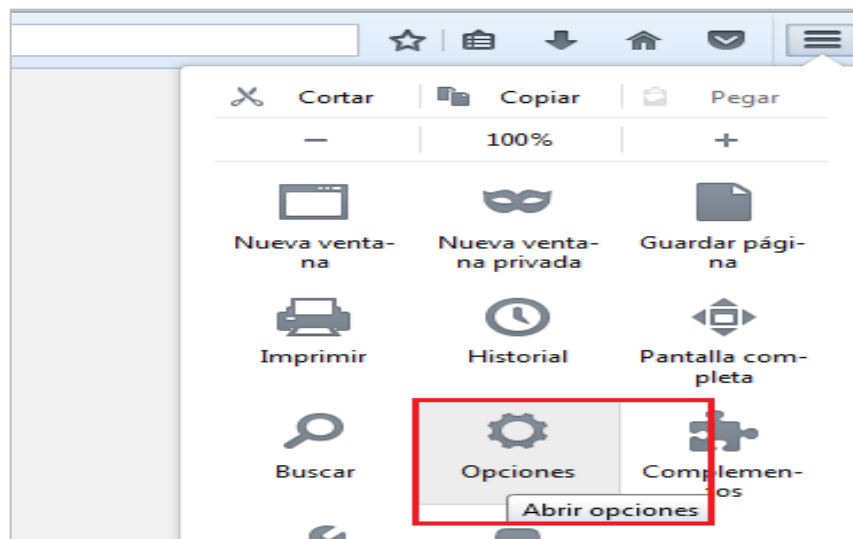 Cortar
Copiar
Pegar
—
100%
+
Nueva venta-
na
Nueva venta-
na privada
Guardar pági-
na
Imprimir
Historial
Pantalla com-
pleta
Buscar
Opciones
Complemen-
Abrir opciones